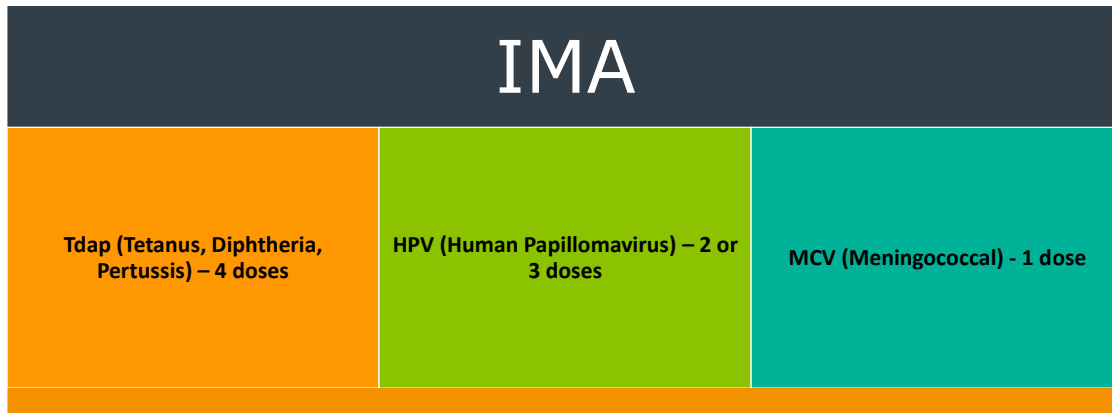 IMA
Tdap (Tetanus, Diphtheria,
Pertussis) – 4 doses
HPV (Human Papillomavirus) – 2 or
3 doses
MCV (Meningococcal) - 1 dose